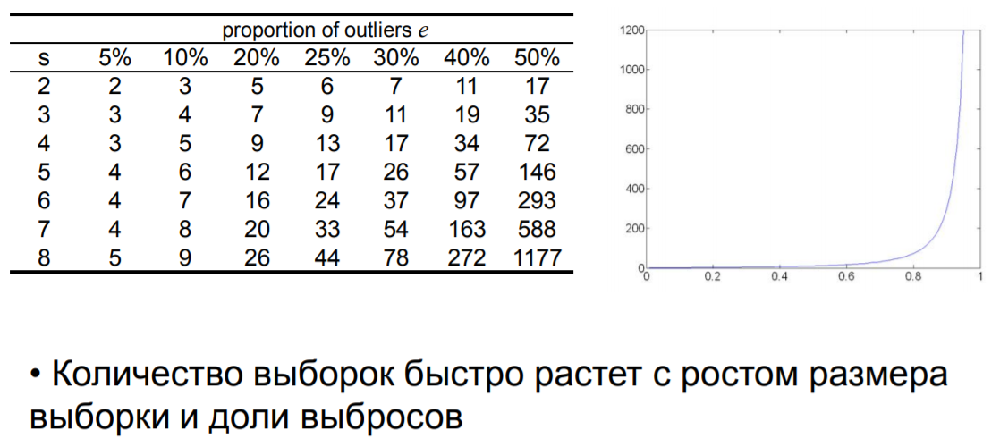 proportion of outliers e
s 5% 10% 20% 25% 30% 40% 50%
2 2 3 5 6 7 11 17
3 3 4 7 9 11 19 35
4 3 5 9 13 17 34 72
5 4 6 12 17 26 57 146
6 4 7 16 24 37 97 293
7 4 8 20 33 54 163 588
8 5 9 26 44 78 272 1177
1200
1000
800
600
400
200
0
0 0.2 0.4 0.6 0.8 1
• Количество выборок быстро растет с ростом размера
выборки и доли выбросов